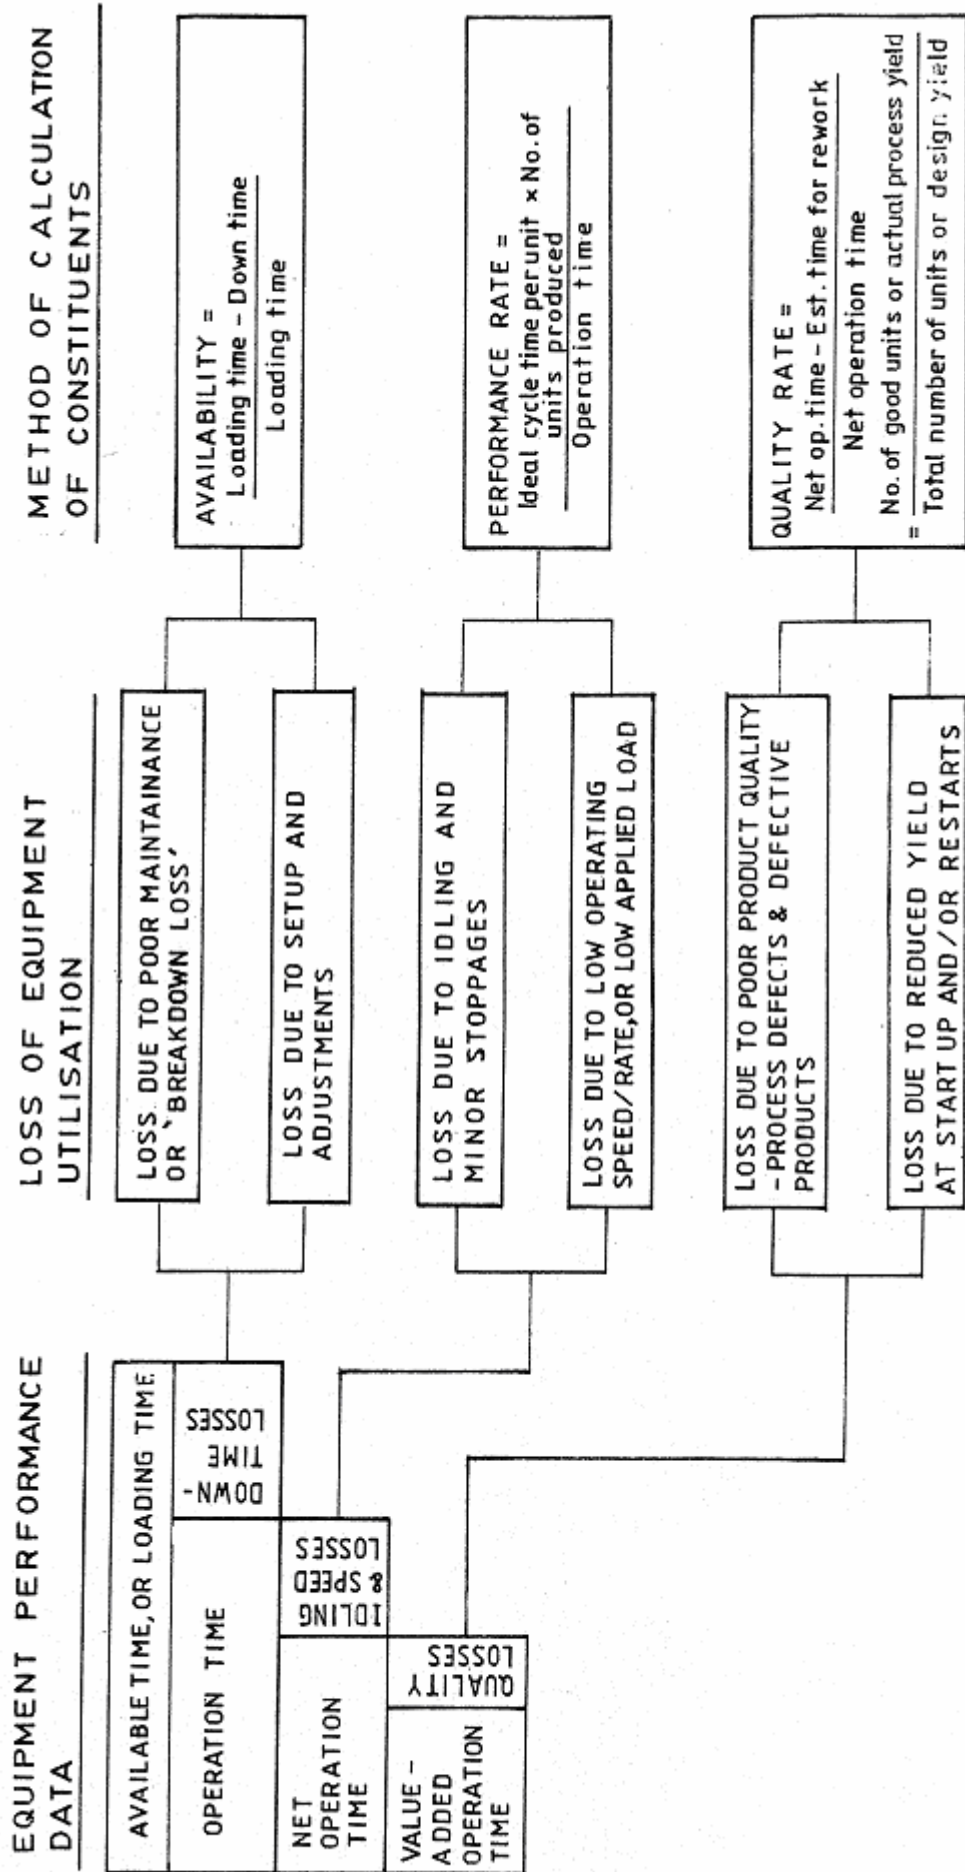 EQUIPMENT PERFORMANCE
DATA
AVAILABLE TIME, OR LOADING TIME
OPERATION TIME
DOWN-
TIME
LOSSES
NET
OPERATION
TIME
IDLING
& SPEED
LOSSES
VALUE-
ADDED
OPERATION
TIME
QUALITY
LOSSES
LOSS OF EQUIPMENT
UTILISATION
LOSS DUE TO POOR MAINTAINANCE
OR 'BREAKDOWN LOSS'
LOSS DUE TO SETUP AND
ADJUSTMENTS
LOSS DUE TO IDLING AND
MINOR STOPPAGES
LOSS DUE TO LOW OPERATING
SPEED/RATE, OR LOW APPLIED LOAD
LOSS DUE TO POOR PRODUCT QUALITY
- PROCESS DEFECTS & DEFECTIVE
PRODUCTS
LOSS DUE TO REDUCED YIELD
AT START UP AND/OR RESTARTS
METHOD OF CALCULATION
OF CONSTITUENTS
AVAILABILITY =
Loading time - Down time
Loading time
PERFORMANCE RATE =
Ideal cycle time per unit × No. of
units produced
Operation time
QUALITY RATE =
Net op. time - Est. time for rework
Net operation time
= No. of good units or actual process yield
Total number of units or design yield